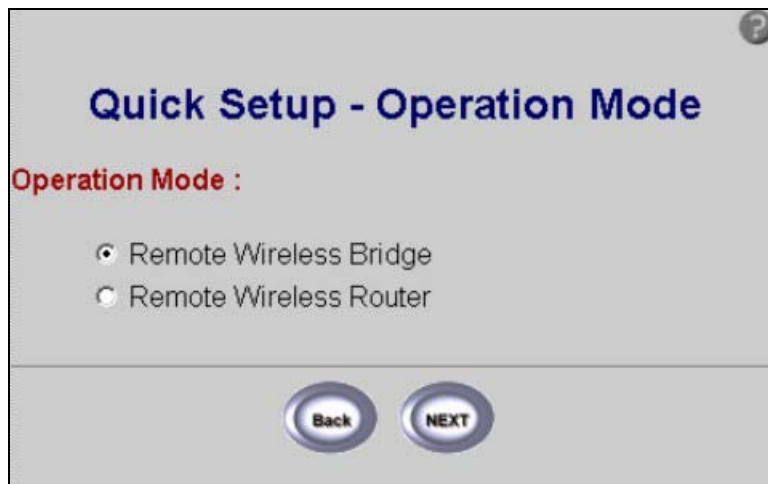 ?
Quick Setup - Operation Mode
Operation Mode :
Remote Wireless Bridge
Remote Wireless Router
Back NEXT